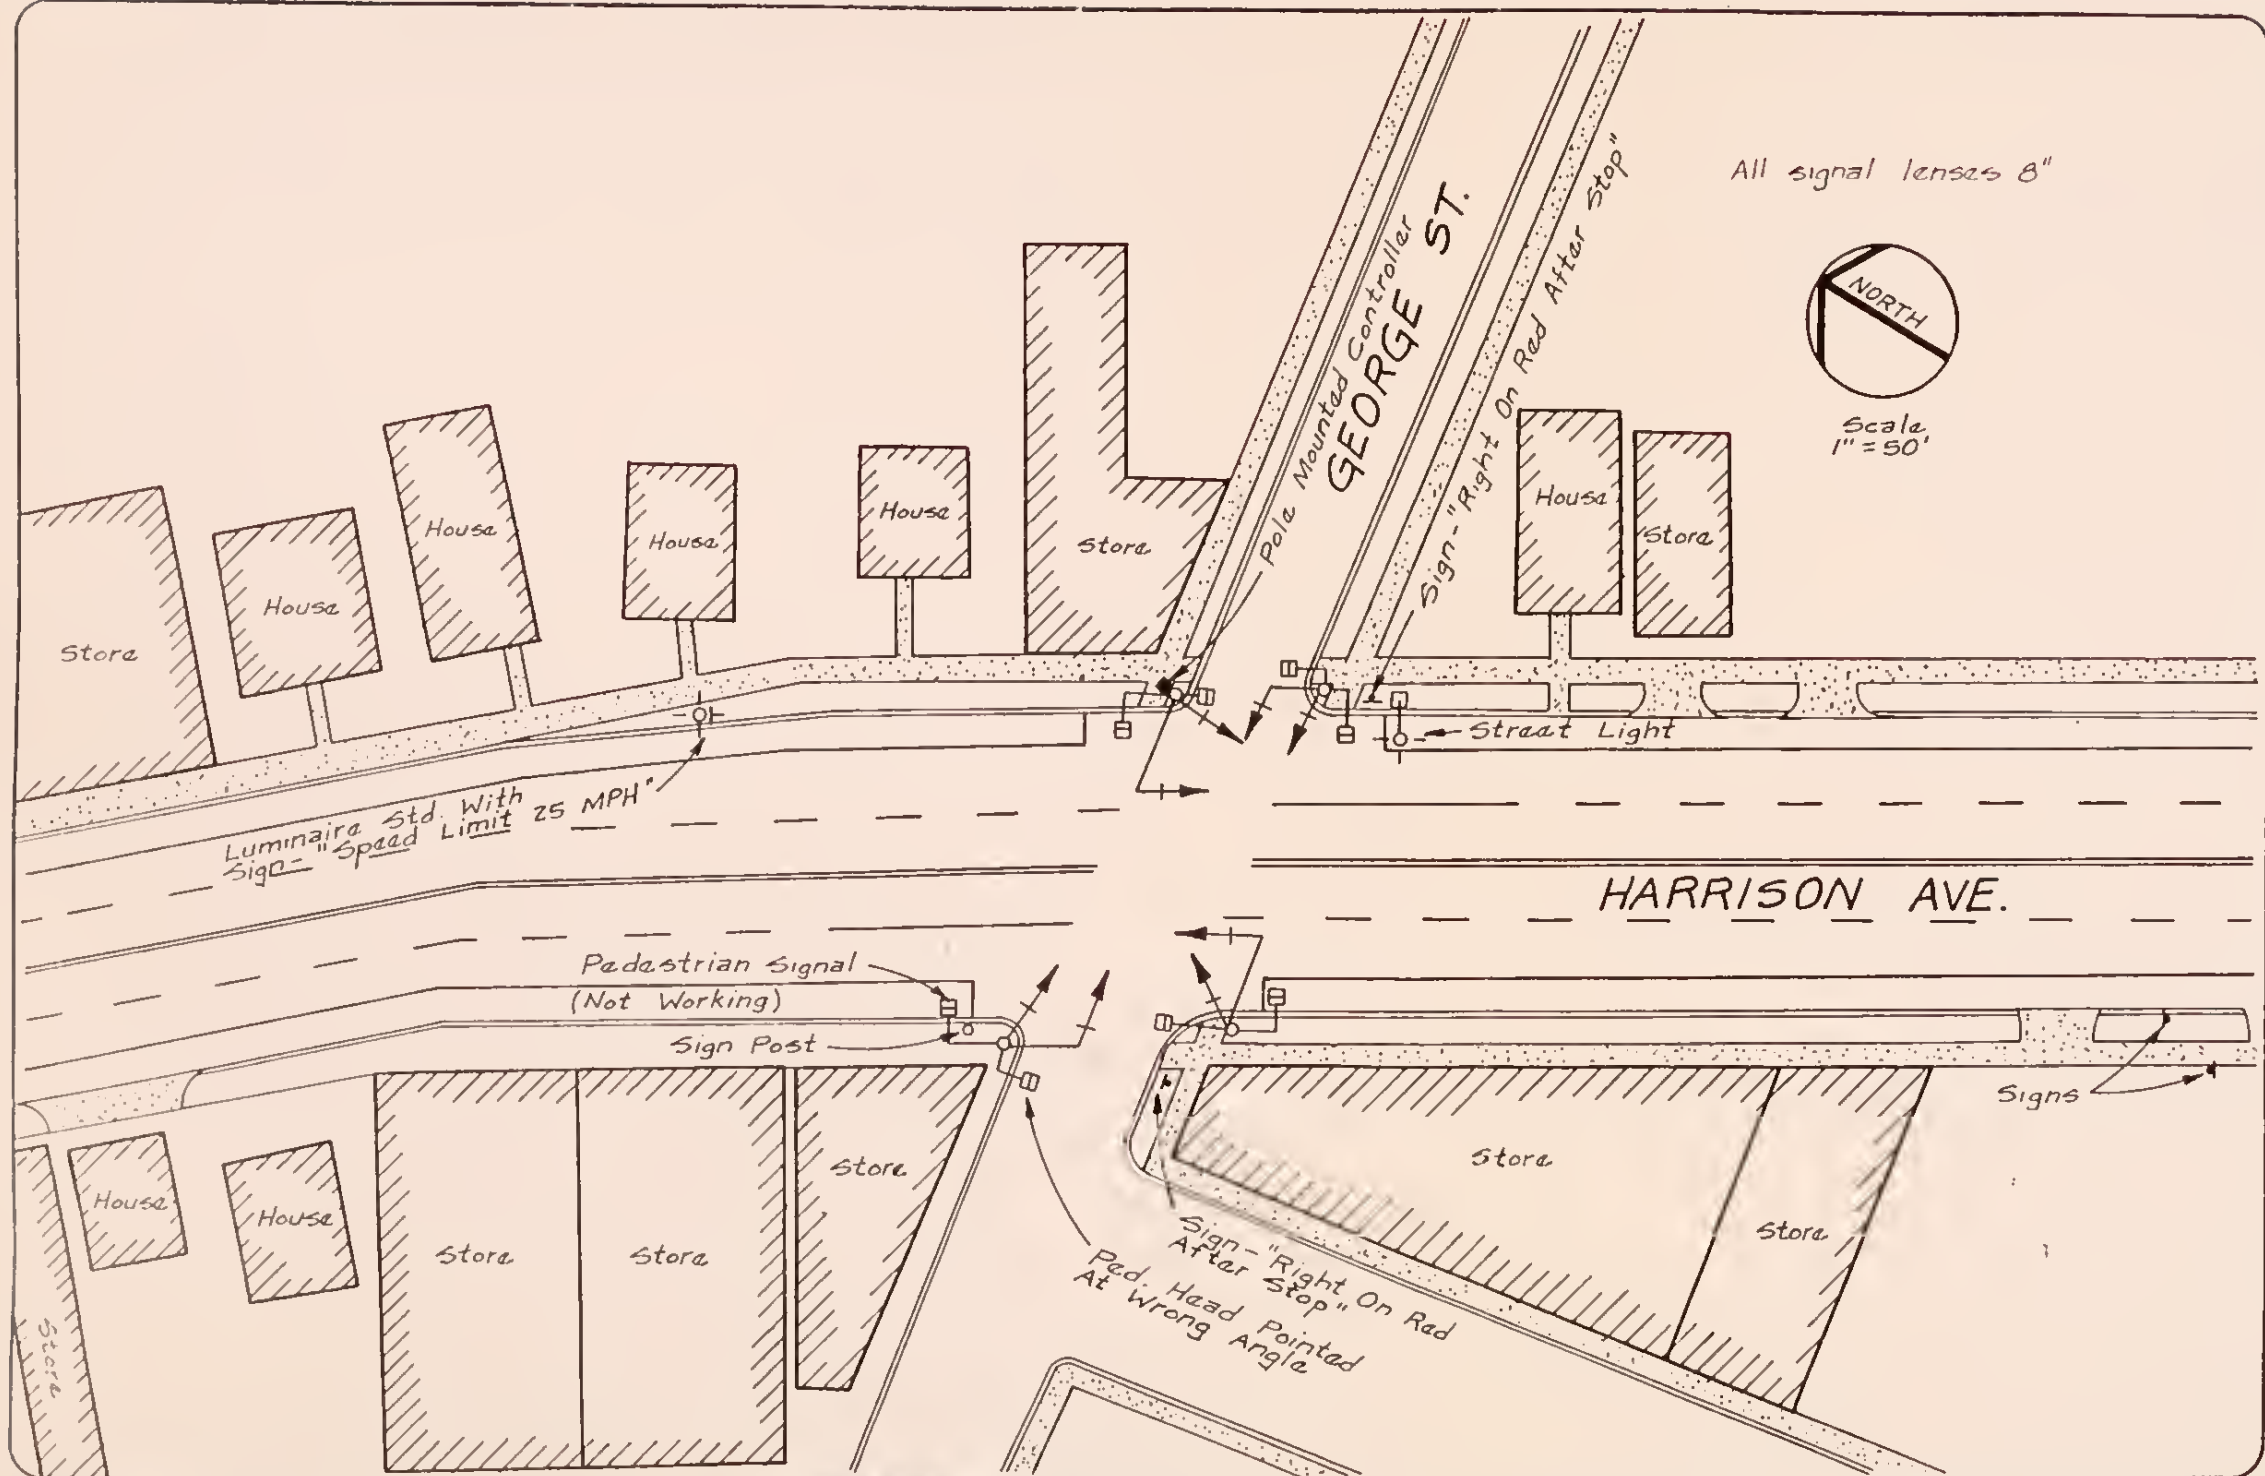 All signal lenses 8"
NORTH
Scale
1" = 50'
Pole Mounted Controller
GEORGE ST.
Sign - "Right On Red After Stop"
House
Store
House
House
House
Store
House
Store
Store
Street Light
Luminaire Std. With
Sign - "Speed Limit 25 MPH"
HARRISON AVE.
Pedestrian Signal
(Not Working)
Sign Post
Signs
Store
Store
House
House
Store
Store
Store
Store
Sign - "Right On Red
After Stop"
Ped. Head Pointed
At Wrong Angle